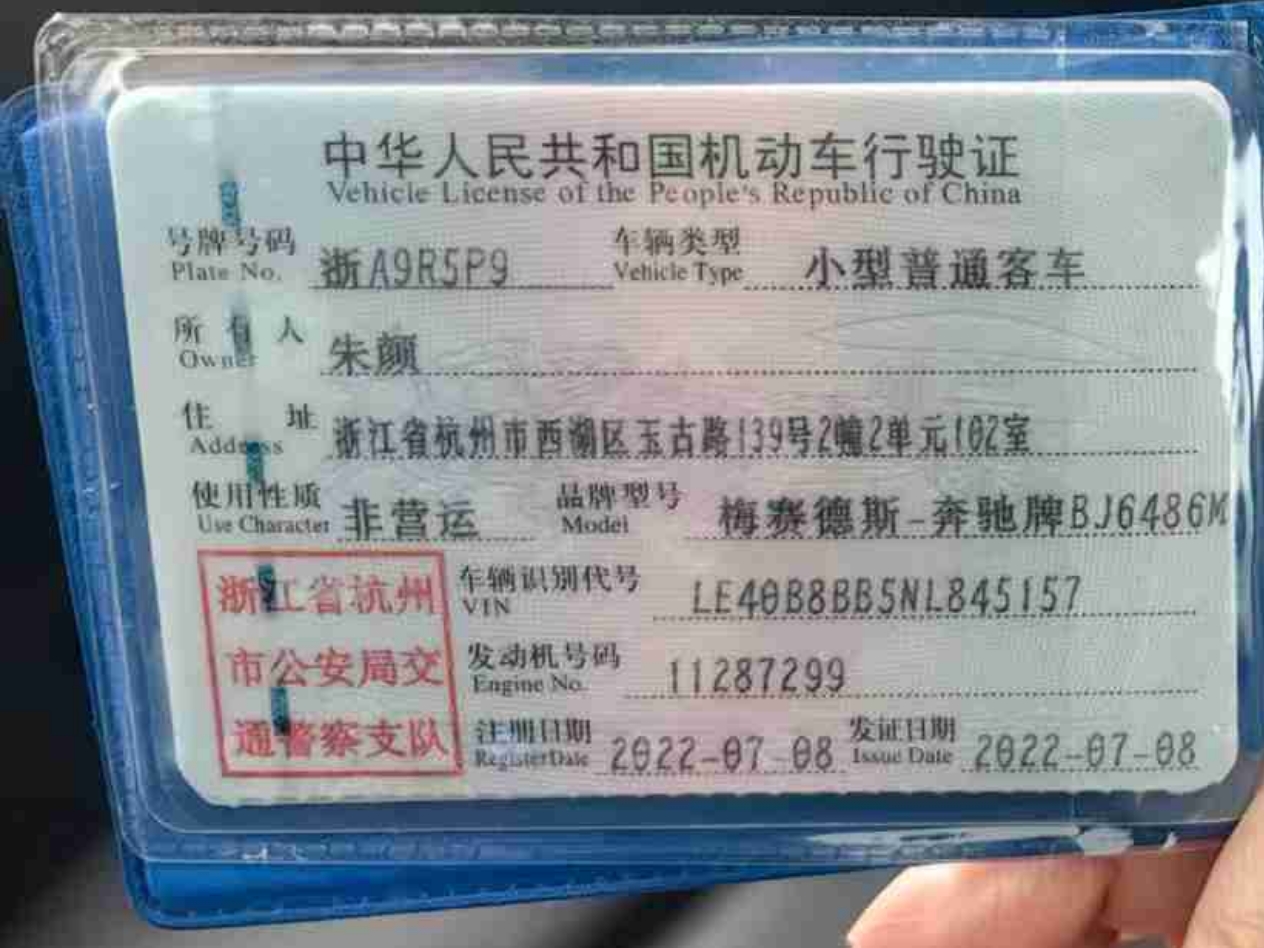 中华人民共和国机动车行驶证
Vehicle License of the People's Republic of China
号牌号码 浙A9R5P9 车辆类型 小型普通客车
Plate No. Vehicle Type
所有人 朱颜
Owner
住址 浙江省杭州市西湖区玉古路139号2幢2单元102室
Address
使用性质 非营运 品牌型号 梅赛德斯-奔驰牌BJ6486M
Use Character Model
浙江省杭州 车辆识别代号 LE40B8BB5NL845157
VIN
市公安局交 发动机号码 11287299
Engine No.
通警察支队 注册日期 2022-07-08 发证日期 2022-07-08
Register Date Issue Date